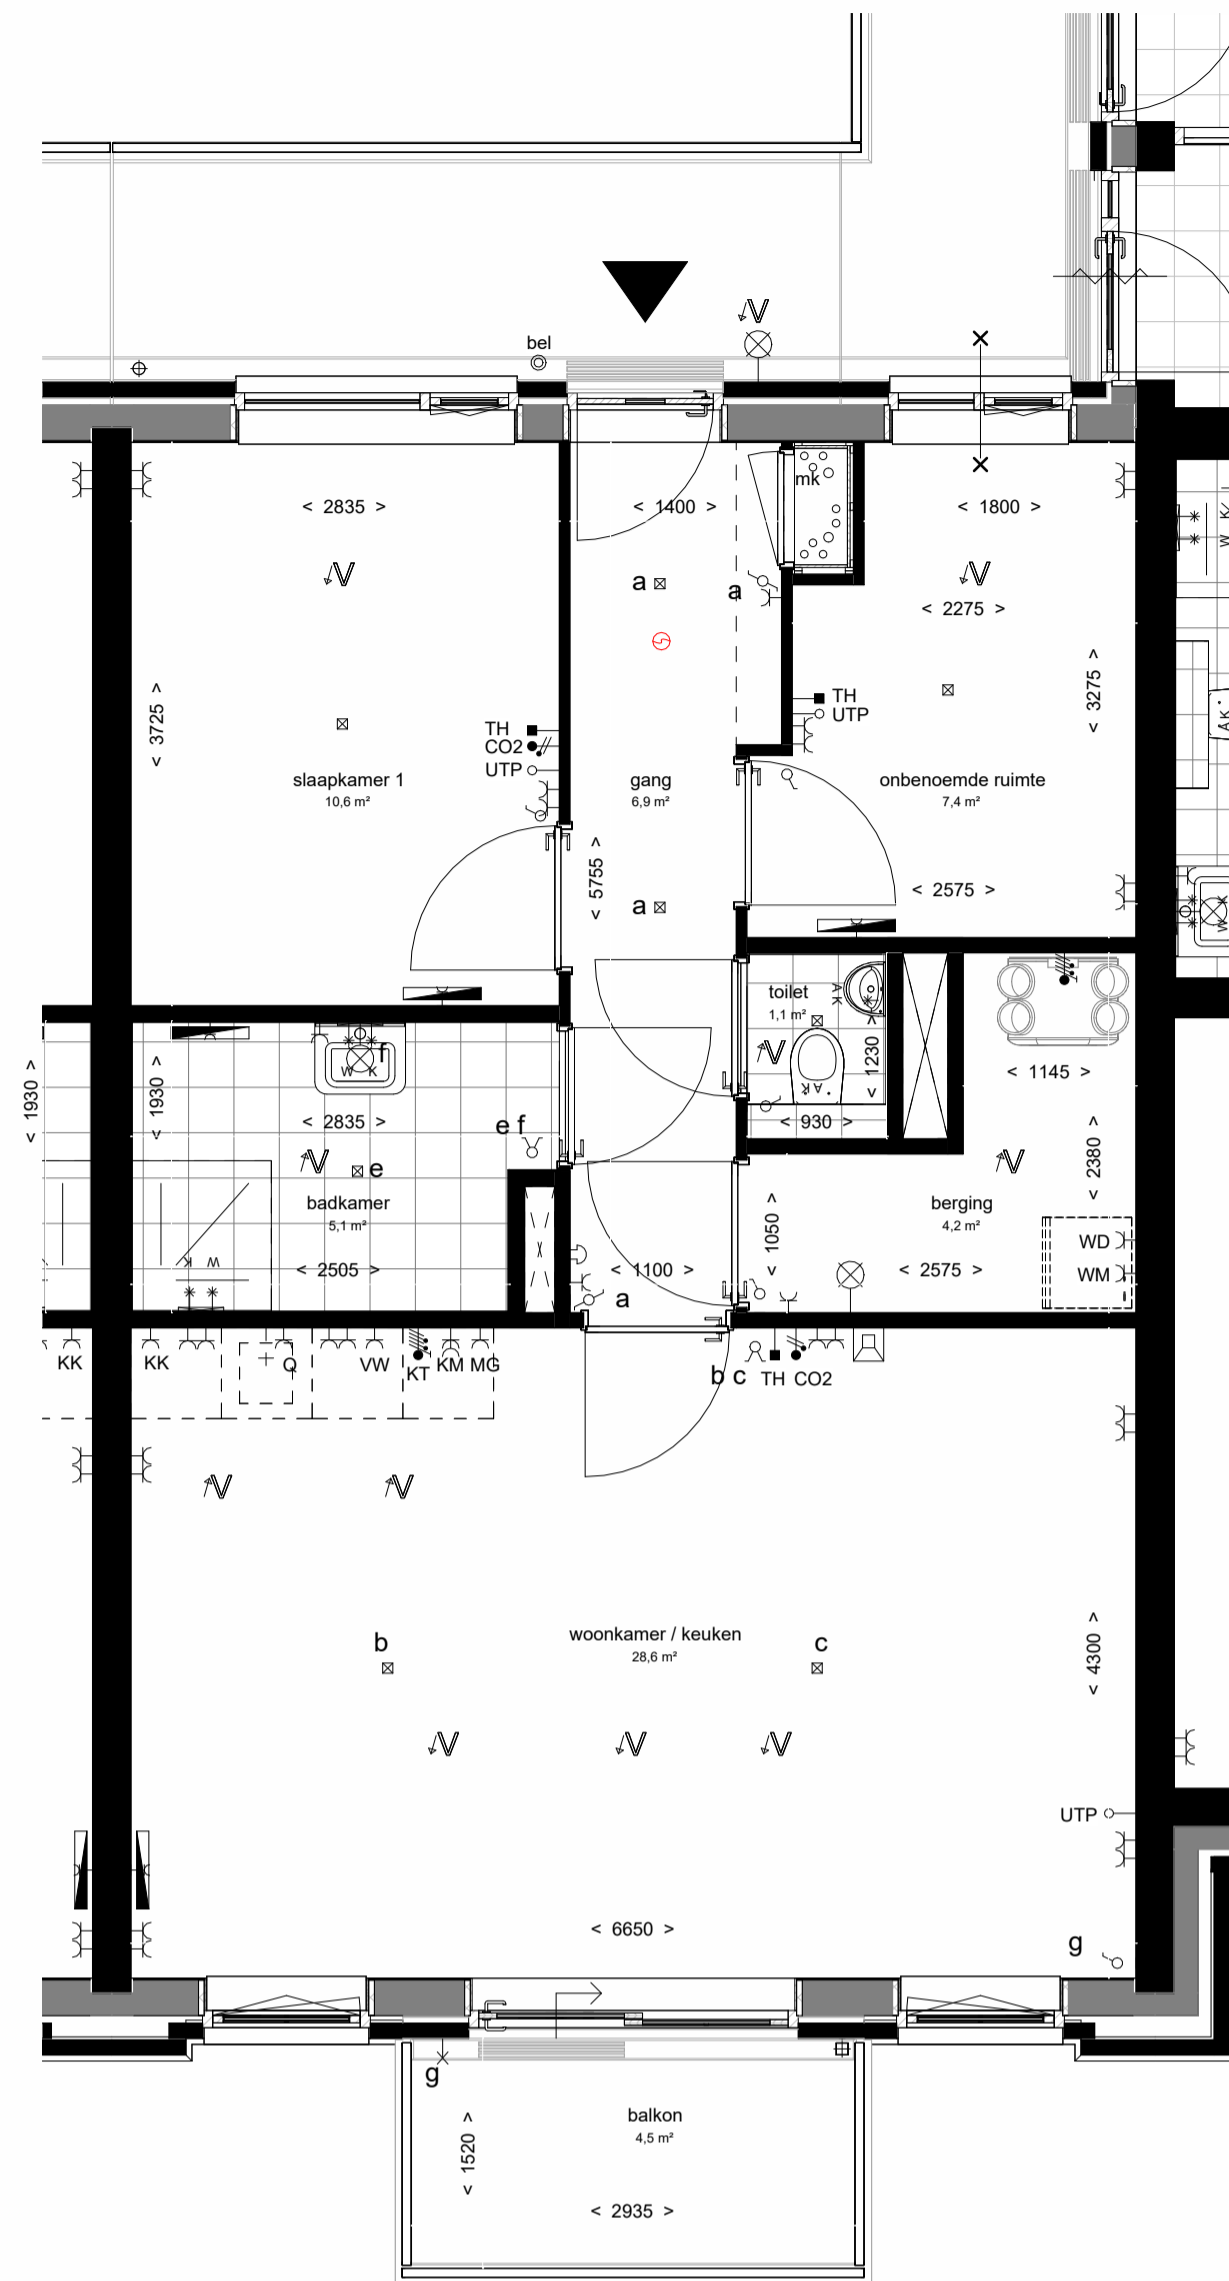 bel
mk
< 2835 >
< 1400 >
< 1800 >
a
a
< 2275 >
< 3725 >
< 3275 >
TH
CO2
UTP
TH
UTP
slaapkamer 1
10,6 m²
gang
6,9 m²
onbenoemde ruimte
7,4 m²
< 5755 >
< 2575 >
a
toilet
1,1 m²
A K
AK
< 1230 >
< 930 >
< 1145 >
< 1930 >
< 1930 >
f
W K
< 2835 >
e f
e
badkamer
5,1 m²
W K
< 2505 >
< 1100 >
a
< 1050 >
berging
4,2 m²
< 2575 >
< 2380 >
WD
WM
KK
KK
Q
VW
KT
KM
MG
b c
TH
CO2
b
woonkamer / keuken
28,6 m²
c
< 4300 >
UTP
< 6650 >
g
g
balkon
4,5 m²
< 1520 >
< 2935 >
W K
A K
W K